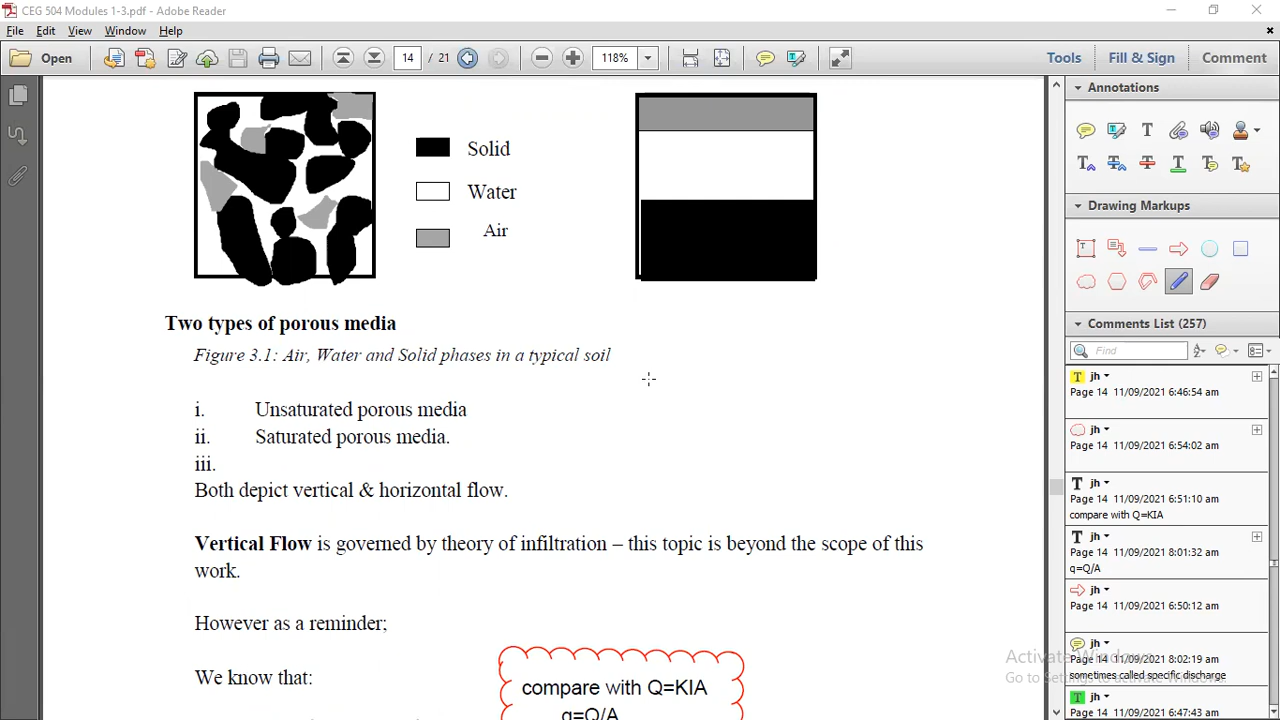 CEG 504 Modules 1-3.pdf - Adobe Reader
File Edit View Window Help
Open 14 / 21 118% Tools Fill & Sign Comment
Annotations
Drawing Markups
Comments List (257)
Find
jh
Page 14 11/09/2021 6:46:54 am
jh
Page 14 11/09/2021 6:54:02 am
jh
Page 14 11/09/2021 6:51:10 am
compare with Q=KIA
jh
Page 14 11/09/2021 8:01:32 am
q=Q/A
jh
Page 14 11/09/2021 6:50:12 am
jh
Page 14 11/09/2021 8:02:19 am
sometimes called specific discharge
jh
Page 14 11/09/2021 6:47:43 am
Activate Windows
Go to Settings to activate Windows.
Solid
Water
Air
Two types of porous media
Figure 3.1: Air, Water and Solid phases in a typical soil
i. Unsaturated porous media
ii. Saturated porous media.
iii.
Both depict vertical & horizontal flow.
Vertical Flow is governed by theory of infiltration – this topic is beyond the scope of this
work.
However as a reminder;
We know that:
compare with Q=KIA
q=Q/A